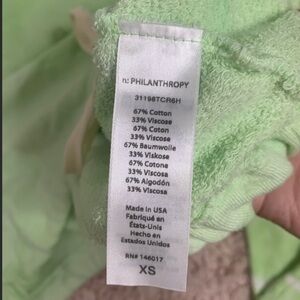 n: PHILANTHROPY
31198TCR6H
67% Cotton
33% Viscose
67% Coton
33% Viscose
67% Baumwolle
33% Viskose
67% Cotone
33% Viscosa
67% Algodón
33% Viscosa
Made in USA
Fabriqué en
États-Unis
Hecho en
Estados Unidos
RN# 146017
XS